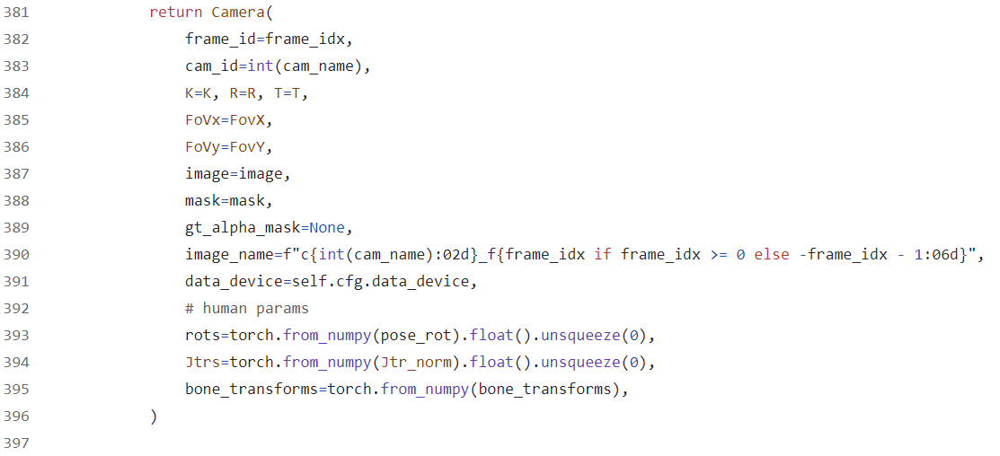 381 return Camera(
382 frame_id=frame_idx,
383 cam_id=int(cam_name),
384 K=K, R=R, T=T,
385 FoVx=FovX,
386 FoVy=FovY,
387 image=image,
388 mask=mask,
389 gt_alpha_mask=None,
390 image_name=f"c{int(cam_name):02d}_f{frame_idx if frame_idx >= 0 else -frame_idx - 1:06d}",
391 data_device=self.cfg.data_device,
392 # human params
393 rots=torch.from_numpy(pose_rot).float().unsqueeze(0),
394 Jtrs=torch.from_numpy(Jtr_norm).float().unsqueeze(0),
395 bone_transforms=torch.from_numpy(bone_transforms),
396 )
397